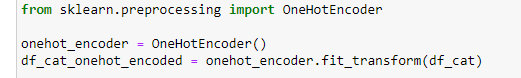 from sklearn.preprocessing import OneHotEncoder
onehot_encoder = OneHotEncoder()
df_cat_onehot_encoded = onehot_encoder.fit_transform(df_cat)